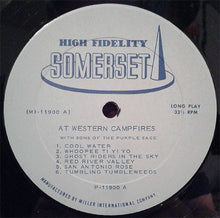 HIGH FIDELITY
SOMERSET
(M1-11900 A)
LONG PLAY
33⅓ RPM
AT WESTERN CAMPFIRES
WITH SONS OF THE PURPLE SAGE
1. COOL WATER
2. WHOOPEE TI YI YO
3. GHOST RIDERS IN THE SKY
4. RED RIVER VALLEY
5. SAN ANTONIO ROSE
6. TUMBLING TUMBLEWEEDS
P-11900 A
MANUFACTURED BY MILLER INTERNATIONAL COMPANY